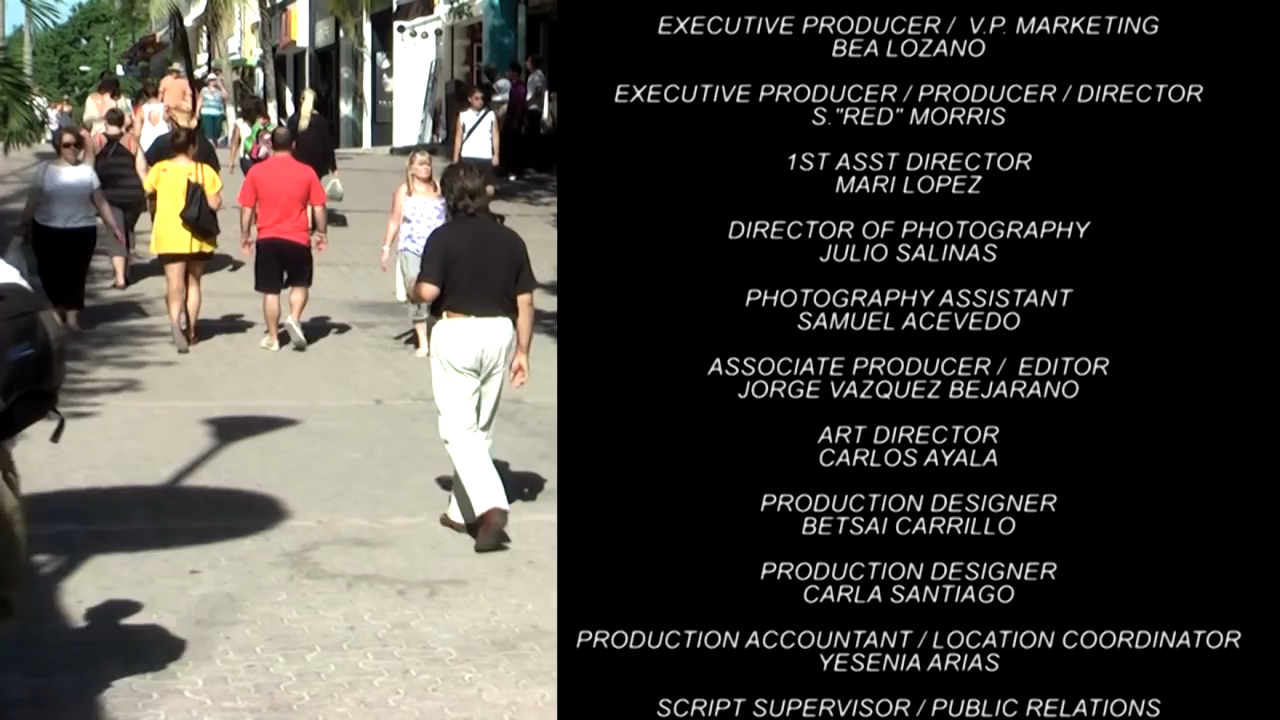 EXECUTIVE PRODUCER / V.P. MARKETING
BEA LOZANO
EXECUTIVE PRODUCER / PRODUCER / DIRECTOR
S."RED" MORRIS
1ST ASST DIRECTOR
MARI LOPEZ
DIRECTOR OF PHOTOGRAPHY
JULIO SALINAS
PHOTOGRAPHY ASSISTANT
SAMUEL ACEVEDO
ASSOCIATE PRODUCER / EDITOR
JORGE VAZQUEZ BEJARANO
ART DIRECTOR
CARLOS AYALA
PRODUCTION DESIGNER
BETSAI CARRILLO
PRODUCTION DESIGNER
CARLA SANTIAGO
PRODUCTION ACCOUNTANT / LOCATION COORDINATOR
YESENIA ARIAS
SCRIPT SUPERVISOR / PUBLIC RELATIONS